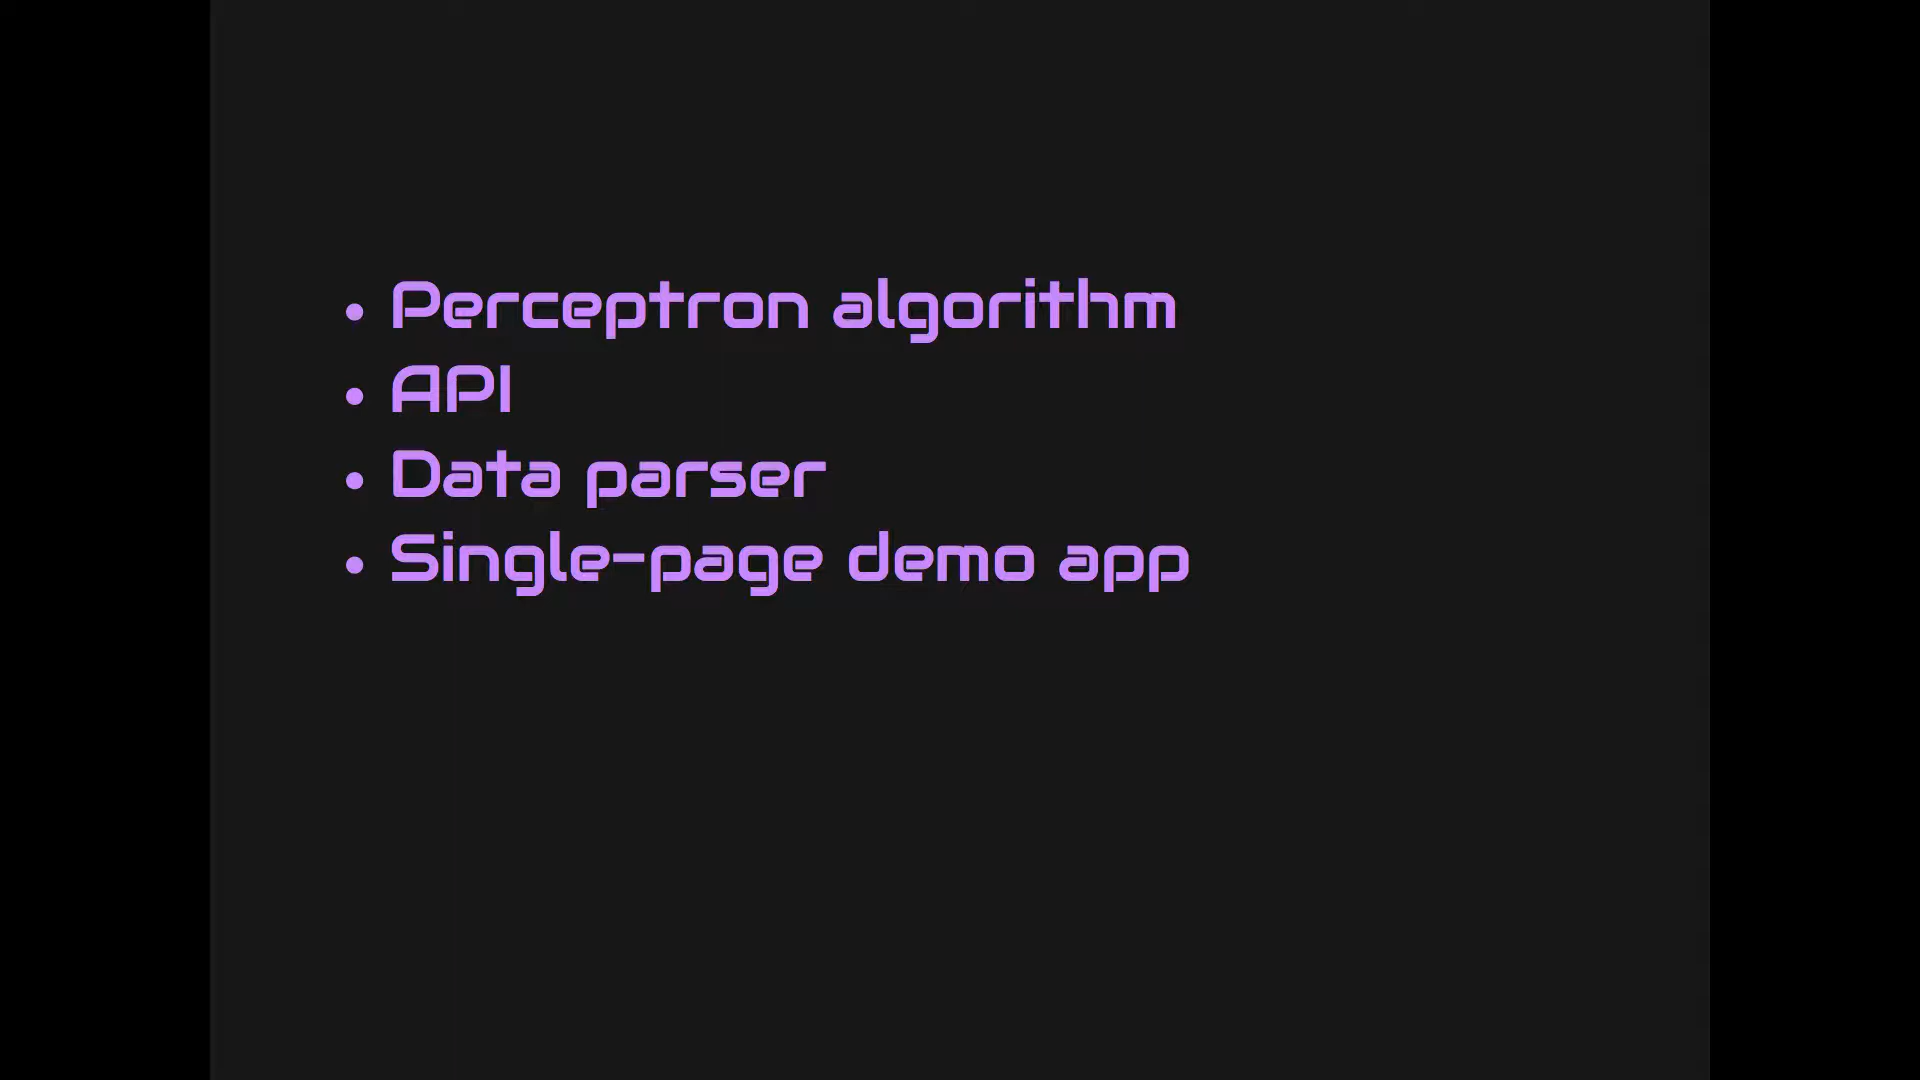 • Perceptron algorithm
• API
• Data parser
• Single-page demo app